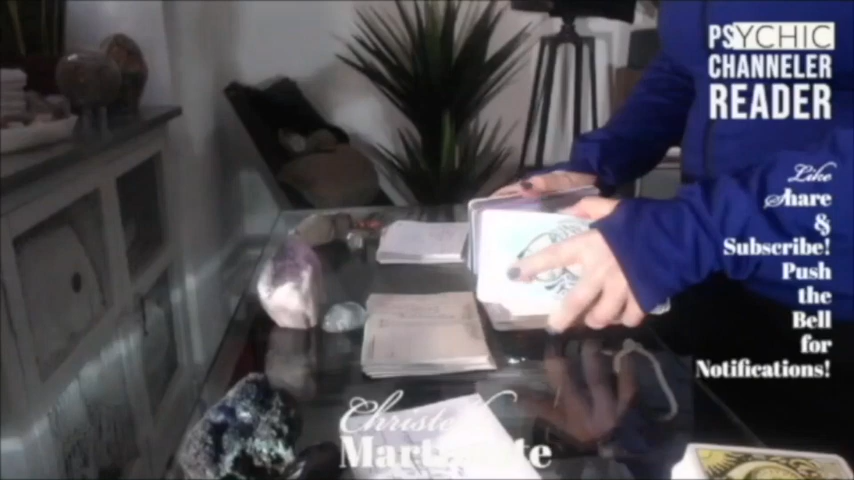 PSYCHIC
CHANNELER
READER
Like
Share
&
Subscribe!
Push
the
Bell
for
Notifications!